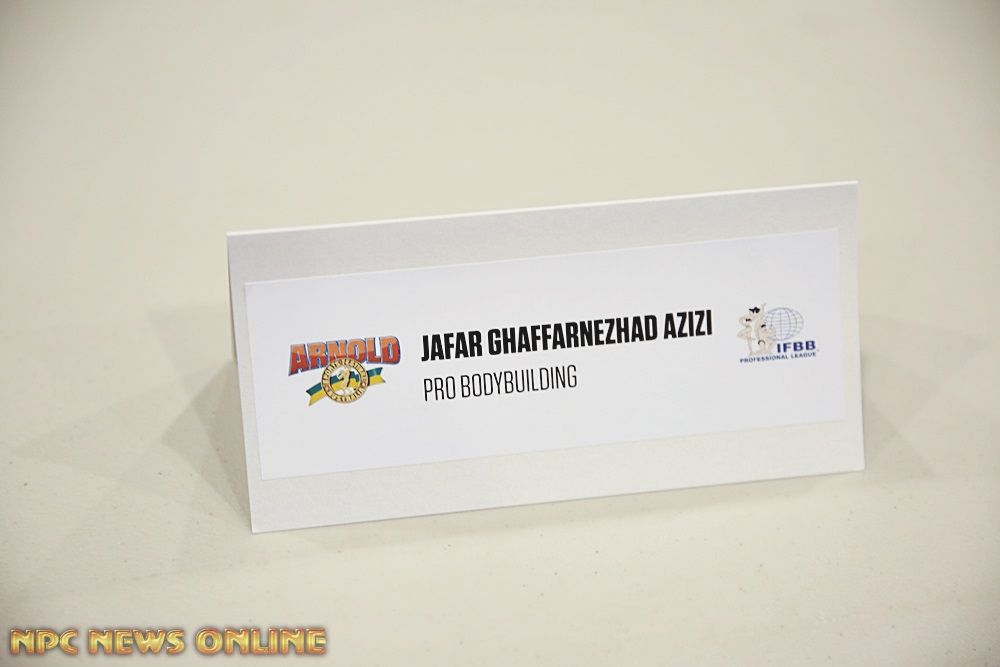 ARNOLD
JAFAR GHAFFARNEZHAD AZIZI
PRO BODYBUILDING
IFBB
PROFESSIONAL LEAGUE
NPC NEWS ONLINE